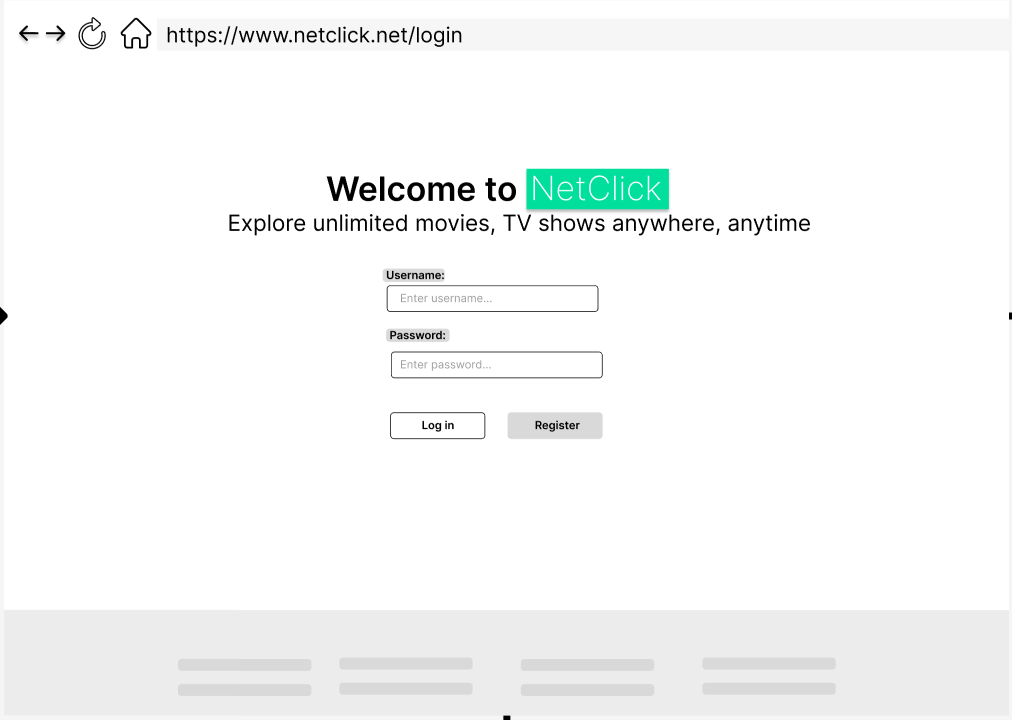 https://www.netclick.net/login
Welcome to NetClick
Explore unlimited movies, TV shows anywhere, anytime
Username:
Enter username...
Password:
Enter password...
Log in Register